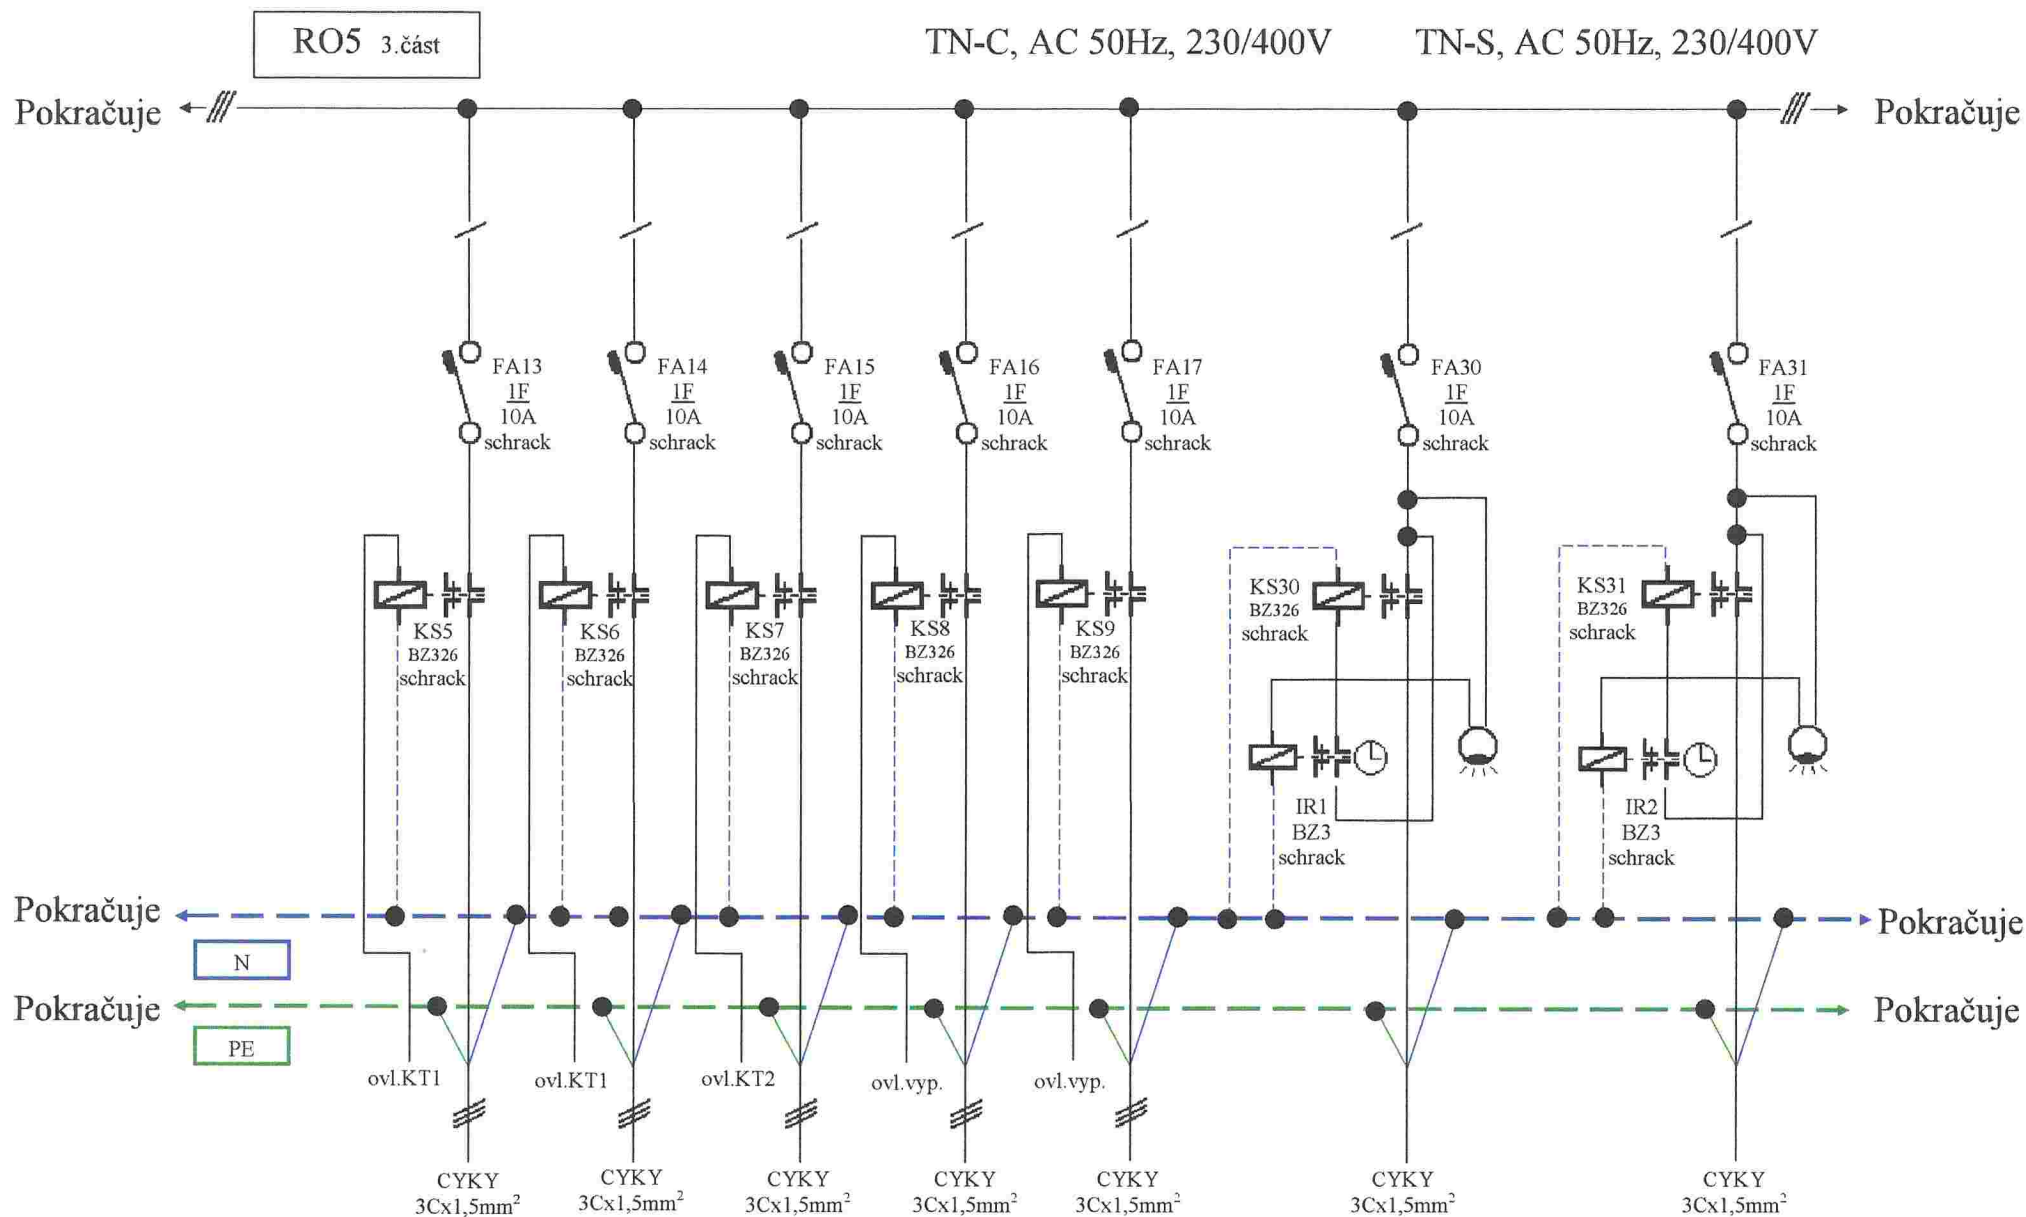 RO5 3.část
TN-C, AC 50Hz, 230/400V
TN-S, AC 50Hz, 230/400V
Pokračuje
Pokračuje
FA13
1F
10A
schrack
FA14
1F
10A
schrack
FA15
1F
10A
schrack
FA16
1F
10A
schrack
FA17
1F
10A
schrack
FA30
1F
10A
schrack
FA31
1F
10A
schrack
KS5
BZ326
schrack
KS6
BZ326
schrack
KS7
BZ326
schrack
KS8
BZ326
schrack
KS9
BZ326
schrack
KS30
BZ326
schrack
KS31
BZ326
schrack
IR1
BZ3
schrack
IR2
BZ3
schrack
Pokračuje
Pokračuje
N
Pokračuje
Pokračuje
PE
ovl.KT1
ovl.KT1
ovl.KT2
ovl.vyp.
ovl.vyp.
CYKY
3Cx1,5mm²
CYKY
3Cx1,5mm²
CYKY
3Cx1,5mm²
CYKY
3Cx1,5mm²
CYKY
3Cx1,5mm²
CYKY
3Cx1,5mm²
CYKY
3Cx1,5mm²